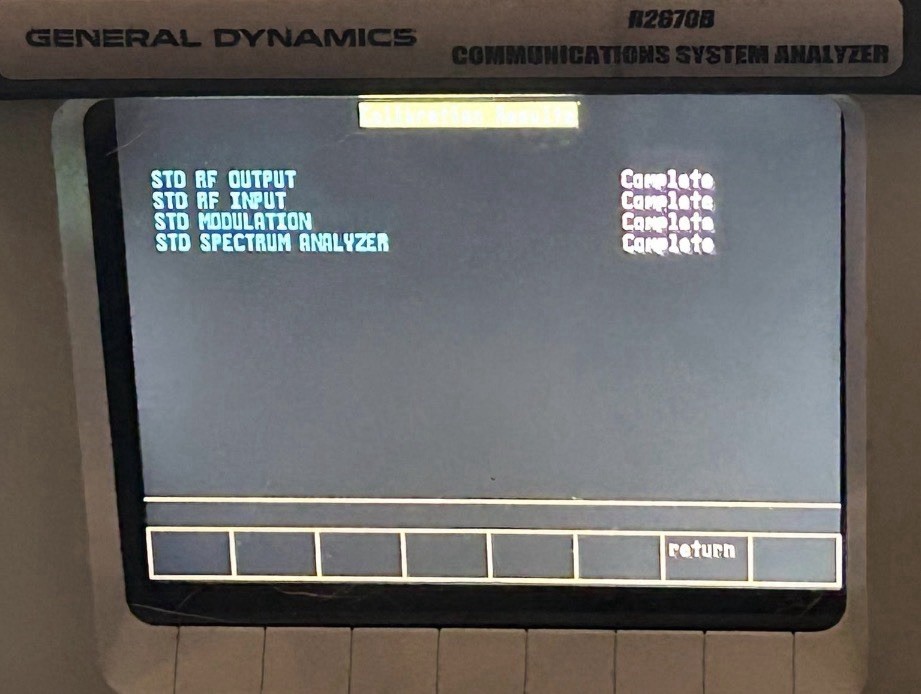 GENERAL DYNAMICS
R2670B
COMMUNICATIONS SYSTEM ANALYZER
Calibration Results
STD RF OUTPUT Complete
STD RF INPUT Complete
STD MODULATION Complete
STD SPECTRUM ANALYZER Complete
return